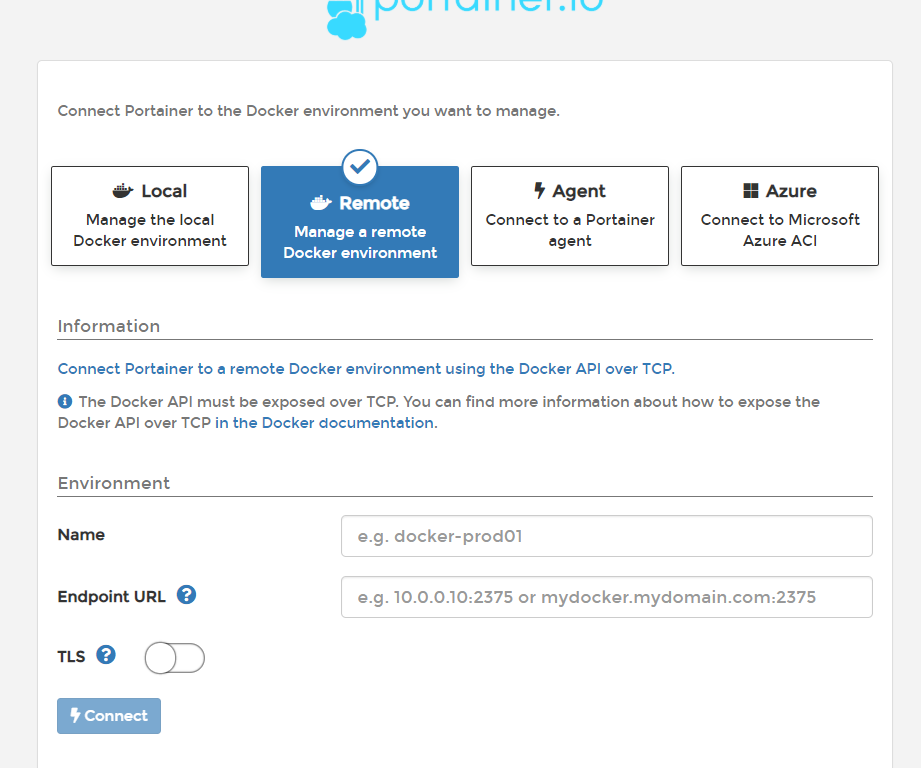 portainer.io
Connect Portainer to the Docker environment you want to manage.
Local
Manage the local
Docker environment
Remote
Manage a remote
Docker environment
Agent
Connect to a Portainer
agent
Azure
Connect to Microsoft
Azure ACI
Information
Connect Portainer to a remote Docker environment using the Docker API over TCP.
The Docker API must be exposed over TCP. You can find more information about how to expose the
Docker API over TCP in the Docker documentation.
Environment
Name
e.g. docker-prod01
Endpoint URL
e.g. 10.0.0.10:2375 or mydocker.mydomain.com:2375
TLS
Connect